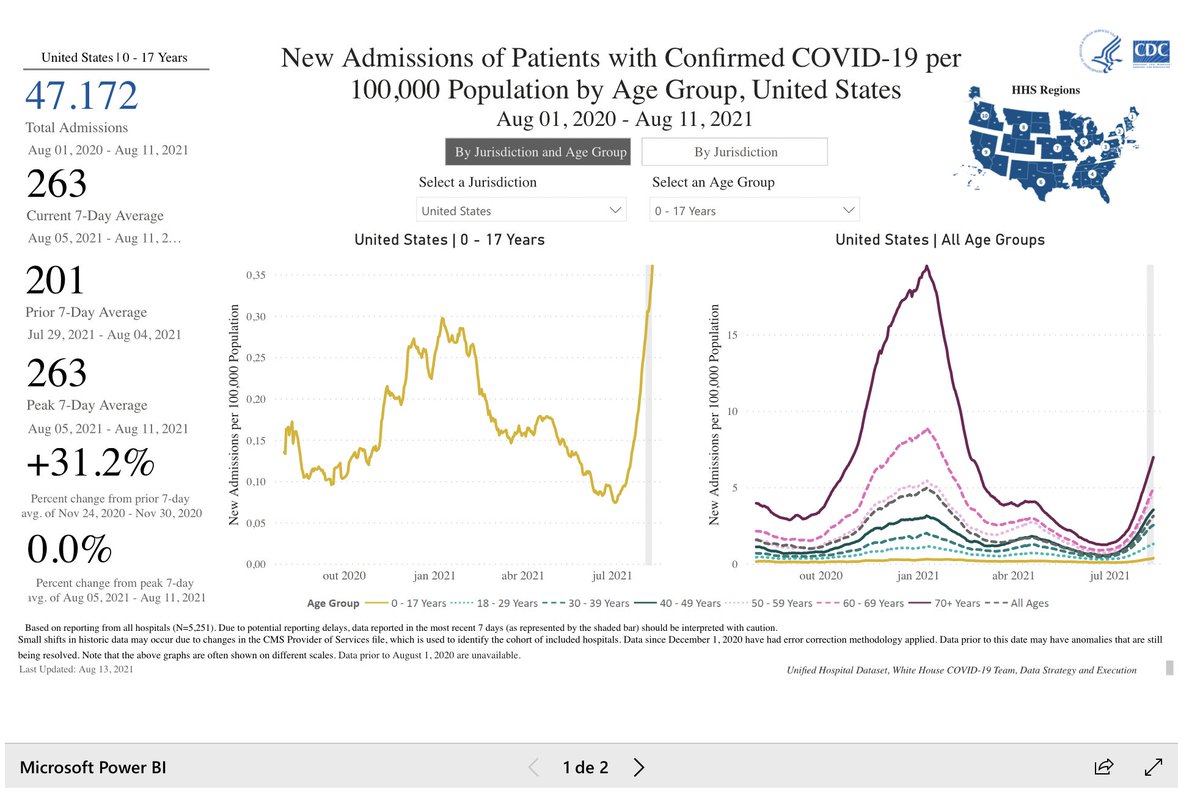 United States | 0 - 17 Years
47.172
Total Admissions
Aug 01, 2020 - Aug 11, 2021
263
Current 7-Day Average
Aug 05, 2021 - Aug 11, 2…
201
Prior 7-Day Average
Jul 29, 2021 - Aug 04, 2021
263
Peak 7-Day Average
Aug 05, 2021 - Aug 11, 2021
+31.2%
Percent change from prior 7-day
avg. of Nov 24, 2020 - Nov 30, 2020
0.0%
Percent change from peak 7-day
avg. of Aug 05, 2021 - Aug 11, 2021
New Admissions of Patients with Confirmed COVID-19 per
100,000 Population by Age Group, United States
Aug 01, 2020 - Aug 11, 2021
By Jurisdiction and Age Group
By Jurisdiction
Select a Jurisdiction
Select an Age Group
United States
0 - 17 Years
CDC
HHS Regions
United States | 0 - 17 Years
New Admissions per 100,000 Population
0,35
0,30
0,25
0,20
0,15
0,10
0,05
0,00
out 2020
jan 2021
abr 2021
jul 2021
United States | All Age Groups
New Admissions per 100,000 Population
15
10
5
0
out 2020
jan 2021
abr 2021
jul 2021
Age Group
0 - 17 Years
18 - 29 Years
30 - 39 Years
40 - 49 Years
50 - 59 Years
60 - 69 Years
70+ Years
All Ages
Based on reporting from all hospitals (N=5,251). Due to potential reporting delays, data reported in the most recent 7 days (as represented by the shaded bar) should be interpreted with caution.
Small shifts in historic data may occur due to changes in the CMS Provider of Services file, which is used to identify the cohort of included hospitals. Data since December 1, 2020 have had error correction methodology applied. Data prior to this date may have anomalies that are still
being resolved. Note that the above graphs are often shown on different scales. Data prior to August 1, 2020 are unavailable.
Last Updated: Aug 13, 2021
Unified Hospital Dataset, White House COVID-19 Team, Data Strategy and Execution
Microsoft Power BI
1 de 2